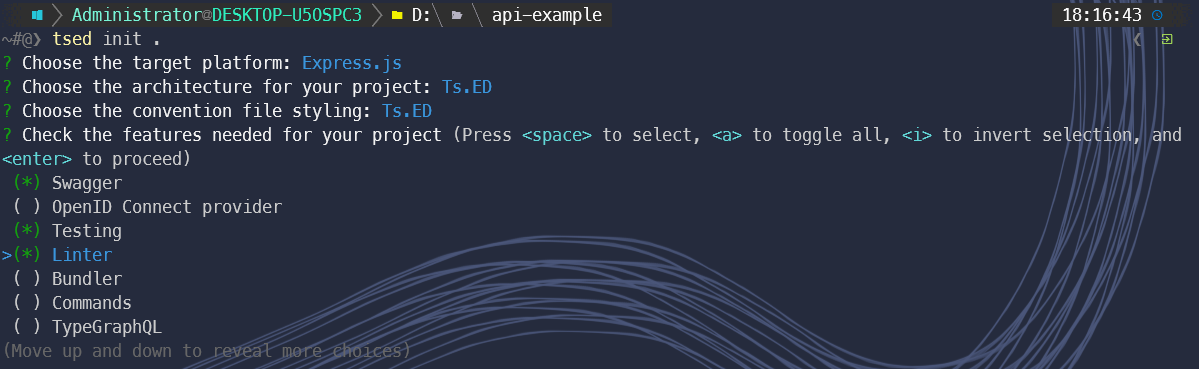 Administrator@DESKTOP-U5OSPC3 D: api-example 18:16:43
~#@❯ tsed init .
? Choose the target platform: Express.js
? Choose the architecture for your project: Ts.ED
? Choose the convention file styling: Ts.ED
? Check the features needed for your project (Press <space> to select, <a> to toggle all, <i> to invert selection, and
<enter> to proceed)
(*) Swagger
( ) OpenID Connect provider
(*) Testing
>(*) Linter
( ) Bundler
( ) Commands
( ) TypeGraphQL
(Move up and down to reveal more choices)